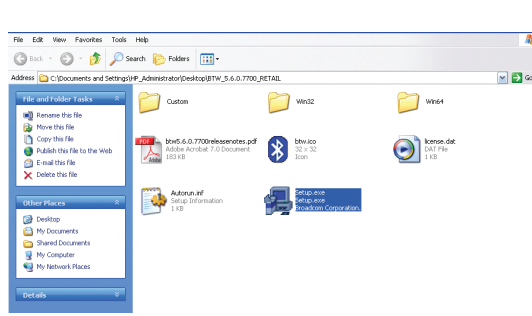 File Edit View Favorites Tools Help
Back Search Folders
Address C:\Documents and Settings\HP_Administrator\Desktop\BTW_5.6.0.7700_RETAIL Go
File and Folder Tasks
Rename this file
Move this file
Copy this file
Publish this file to the Web
E-mail this file
Delete this file
Other Places
Desktop
My Documents
Shared Documents
My Computer
My Network Places
Details
Custom
Win32
Win64
PDF
Adobe
btw5.6.0.7700releasenotes.pdf
Adobe Acrobat 7.0 Document
183 KB
btw.ico
32 x 32
Icon
license.dat
DAT File
1 KB
Autorun.inf
Setup Information
1 KB
Setup.exe
Setup.exe
Broadcom Corporation.